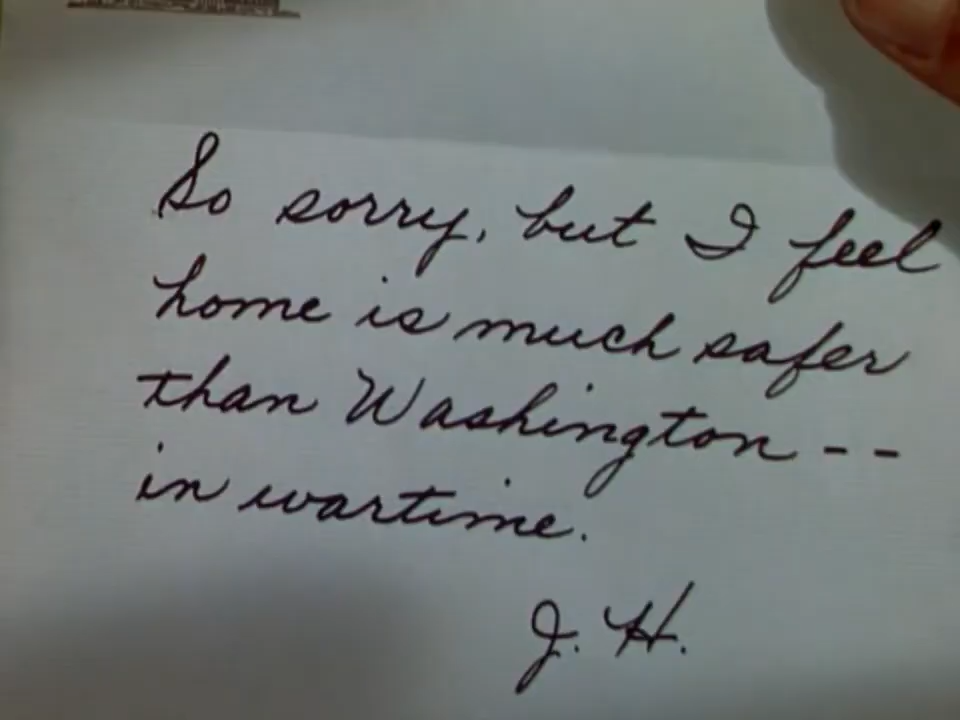 So sorry, but I feel
home is much safer
than Washington --
in wartime.
J. H.